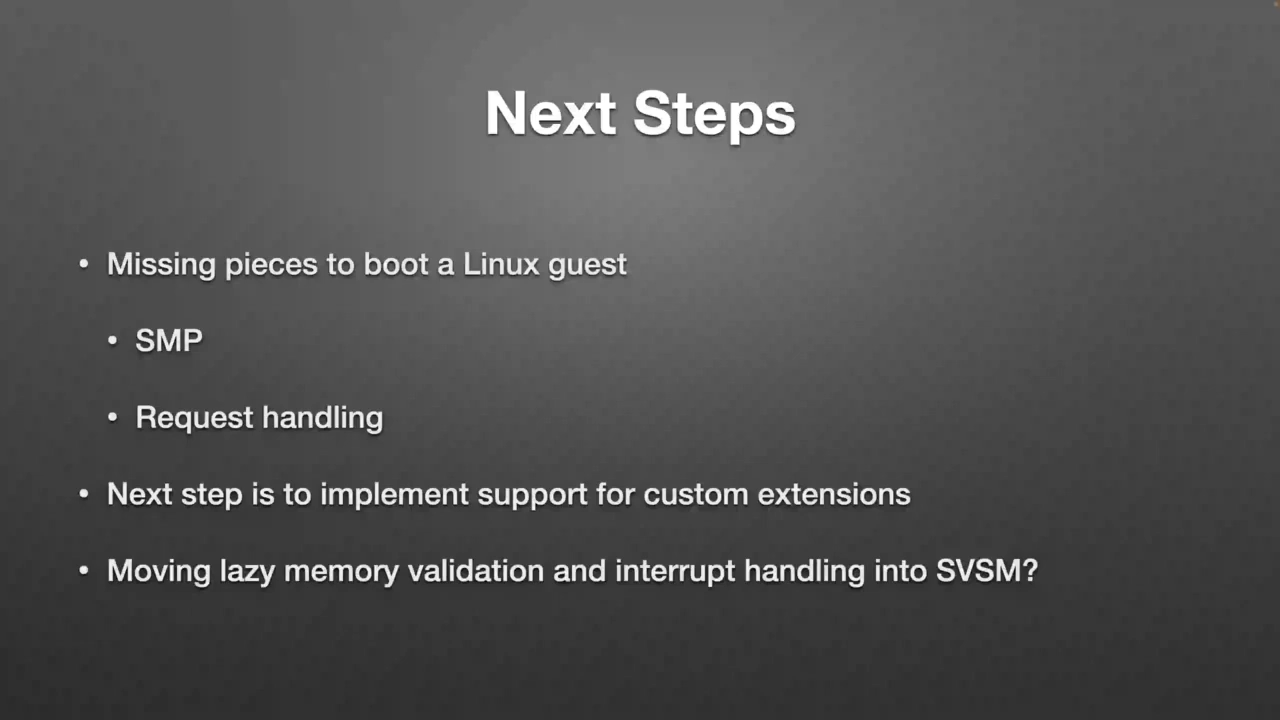 Next Steps
• Missing pieces to boot a Linux guest
• SMP
• Request handling
• Next step is to implement support for custom extensions
• Moving lazy memory validation and interrupt handling into SVSM?